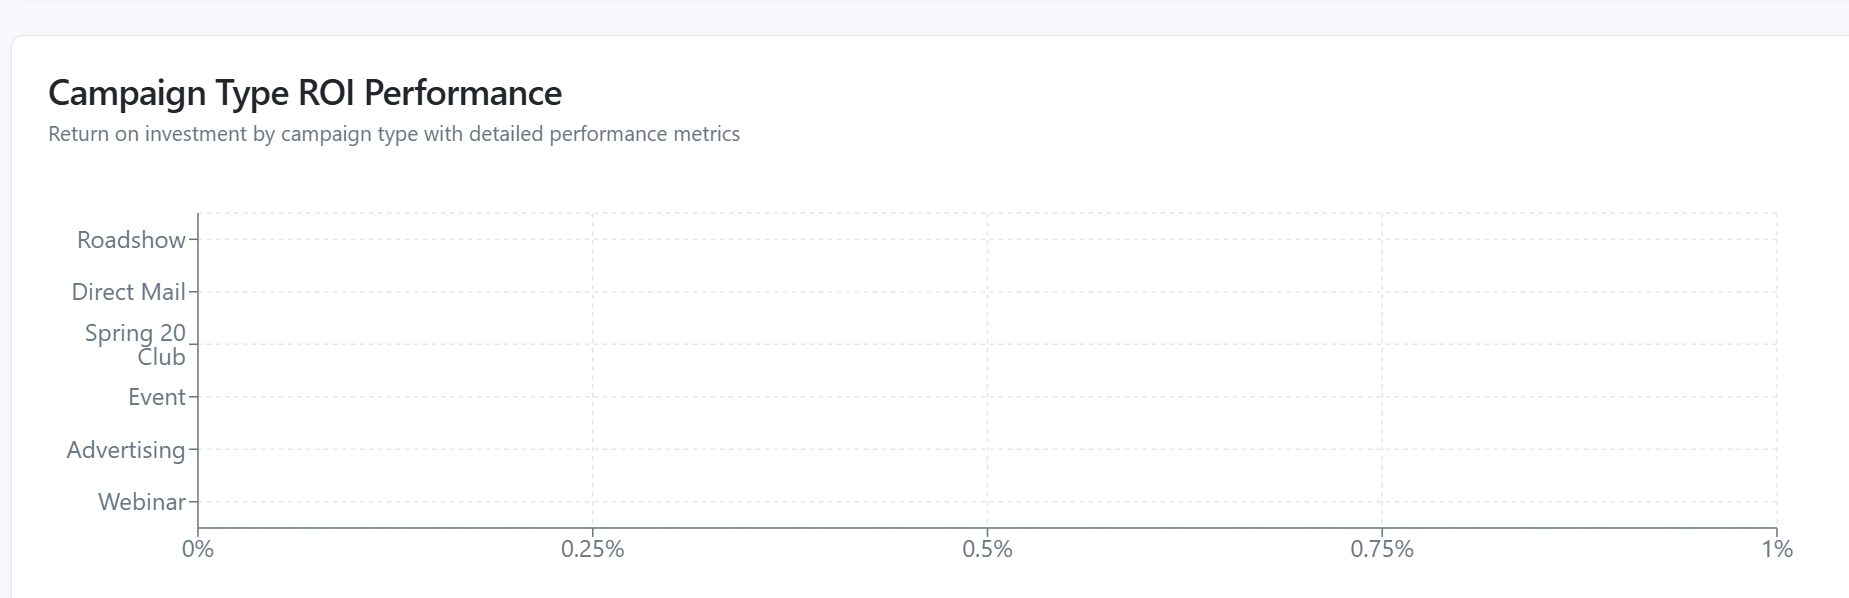 Campaign Type ROI Performance
Return on investment by campaign type with detailed performance metrics
Roadshow
Direct Mail
Spring 20
Club
Event
Advertising
Webinar
0% 0.25% 0.5% 0.75% 1%